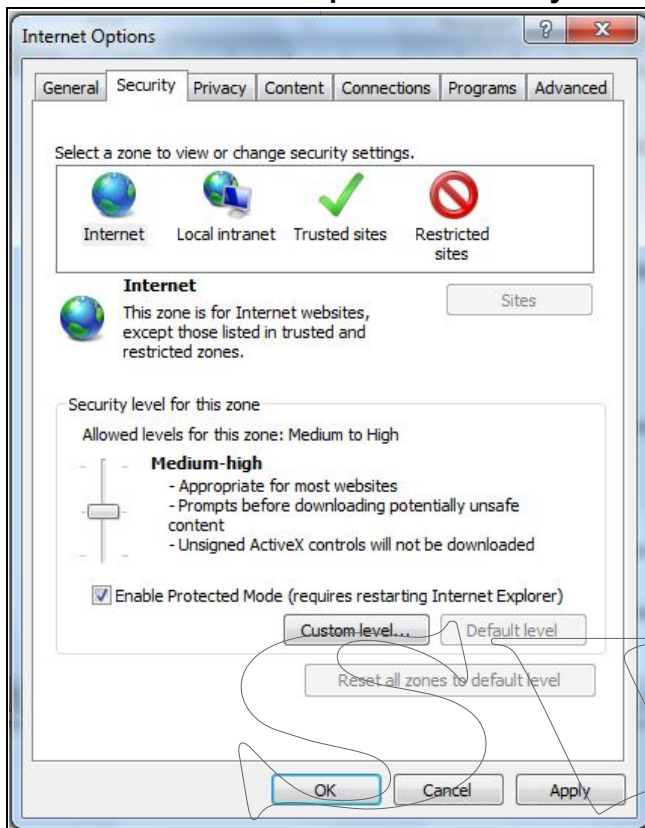 Internet Options
General Security Privacy Content Connections Programs Advanced
Select a zone to view or change security settings.
Internet Local intranet Trusted sites Restricted
sites
Internet
Sites
This zone is for Internet websites,
except those listed in trusted and
restricted zones.
Security level for this zone
Allowed levels for this zone: Medium to High
Medium-high
- Appropriate for most websites
- Prompts before downloading potentially unsafe
content
- Unsigned ActiveX controls will not be downloaded
Enable Protected Mode (requires restarting Internet Explorer)
Custom level... Default level
Reset all zones to default level
OK Cancel Apply